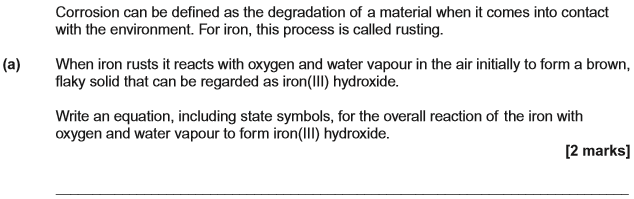 Corrosion can be defined as the degradation of a material when it comes into contact
with the environment. For iron, this process is called rusting.
(a) When iron rusts it reacts with oxygen and water vapour in the air initially to form a brown,
flaky solid that can be regarded as iron(III) hydroxide.
Write an equation, including state symbols, for the overall reaction of the iron with
oxygen and water vapour to form iron(III) hydroxide.
[2 marks]